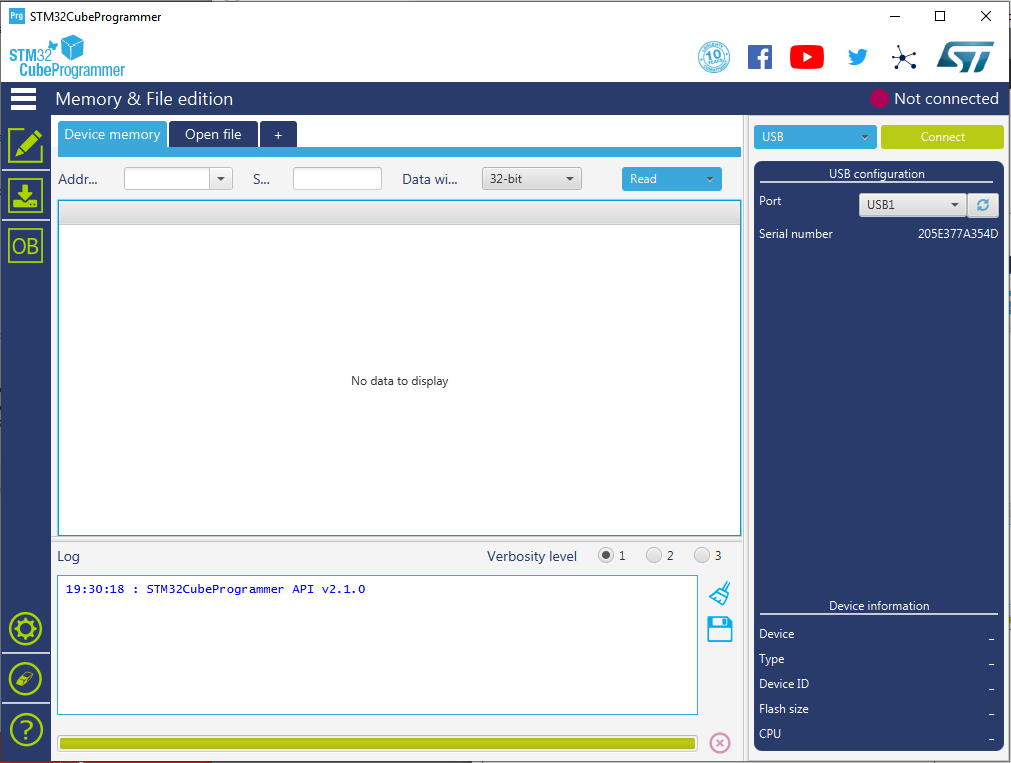 Prg STM32CubeProgrammer
STM32
CubeProgrammer
10 YEARS
Memory & File edition
Not connected
Device memory
Open file
+
USB
Connect
Addr...
S...
Data wi...
32-bit
Read
USB configuration
Port
USB1
Serial number
205E377A354D
OB
No data to display
Log
Verbosity level
1
2
3
19:30:18 : STM32CubeProgrammer API v2.1.0
Device information
Device -
Type -
Device ID -
Flash size -
CPU -
?